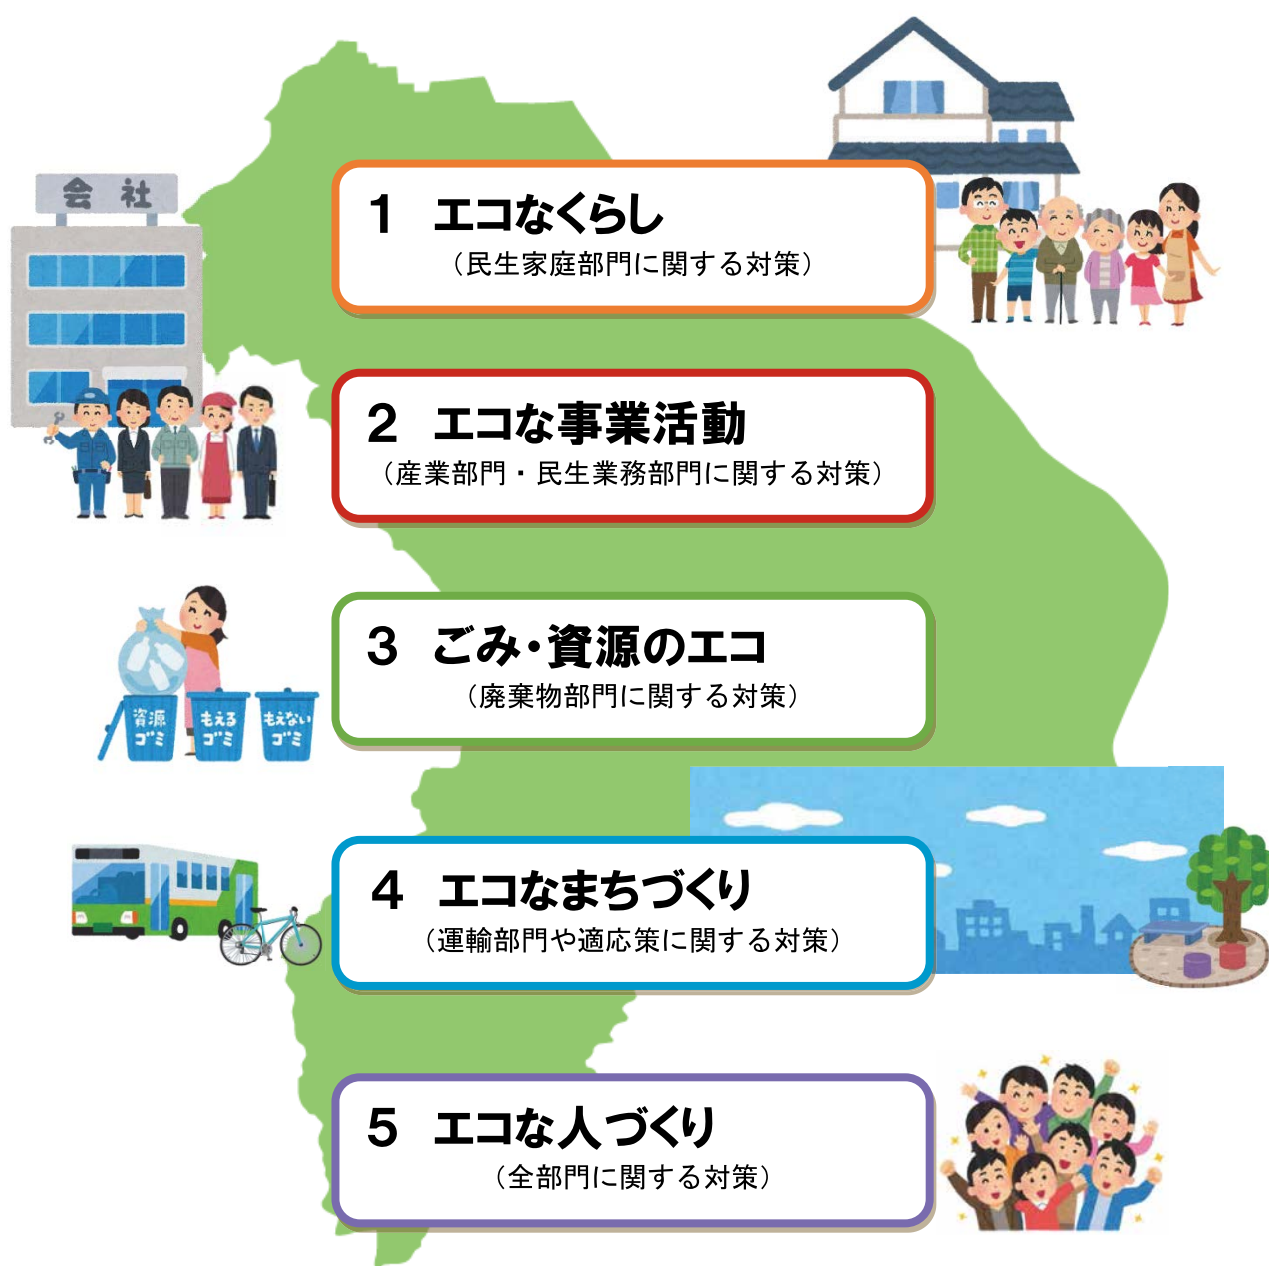 会社
1 エコなくらし
（民生家庭部門に関する対策）
2 エコな事業活動
（産業部門・民生業務部門に関する対策）
3 ごみ・資源のエコ
（廃棄物部門に関する対策）
資源
ゴミ
もえる
ゴミ
もえない
ゴミ
4 エコなまちづくり
（運輸部門や適応策に関する対策）
5 エコな人づくり
（全部門に関する対策）